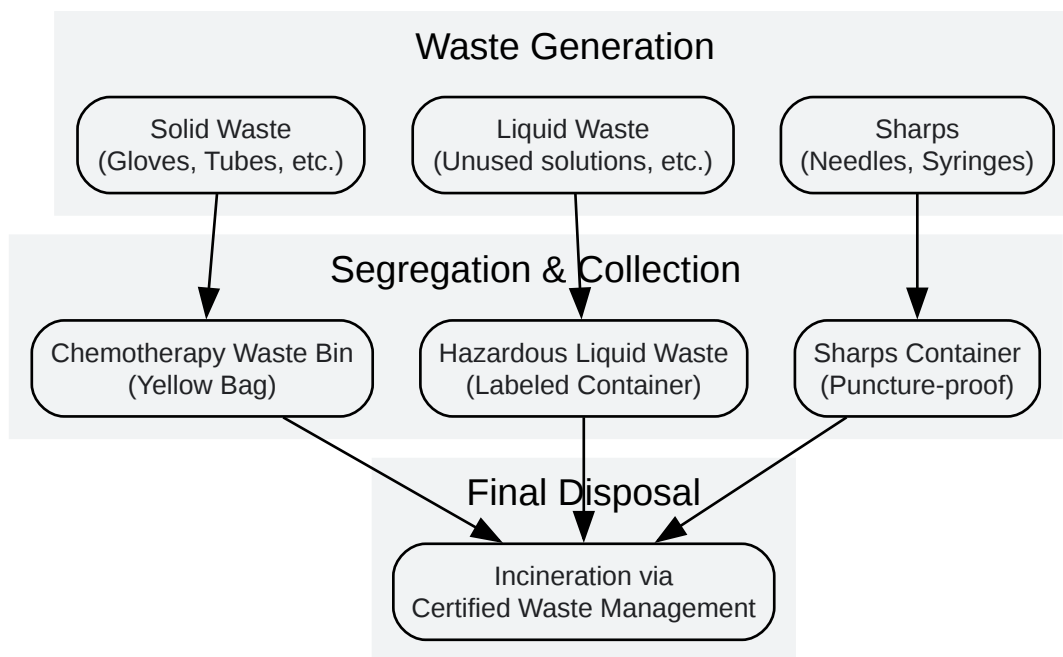 Waste Generation
Solid Waste
(Gloves, Tubes, etc.)
Liquid Waste
(Unused solutions, etc.)
Sharps
(Needles, Syringes)
Segregation & Collection
Chemotherapy Waste Bin
(Yellow Bag)
Hazardous Liquid Waste
(Labeled Container)
Sharps Container
(Puncture-proof)
Final Disposal
Incineration via
Certified Waste Management